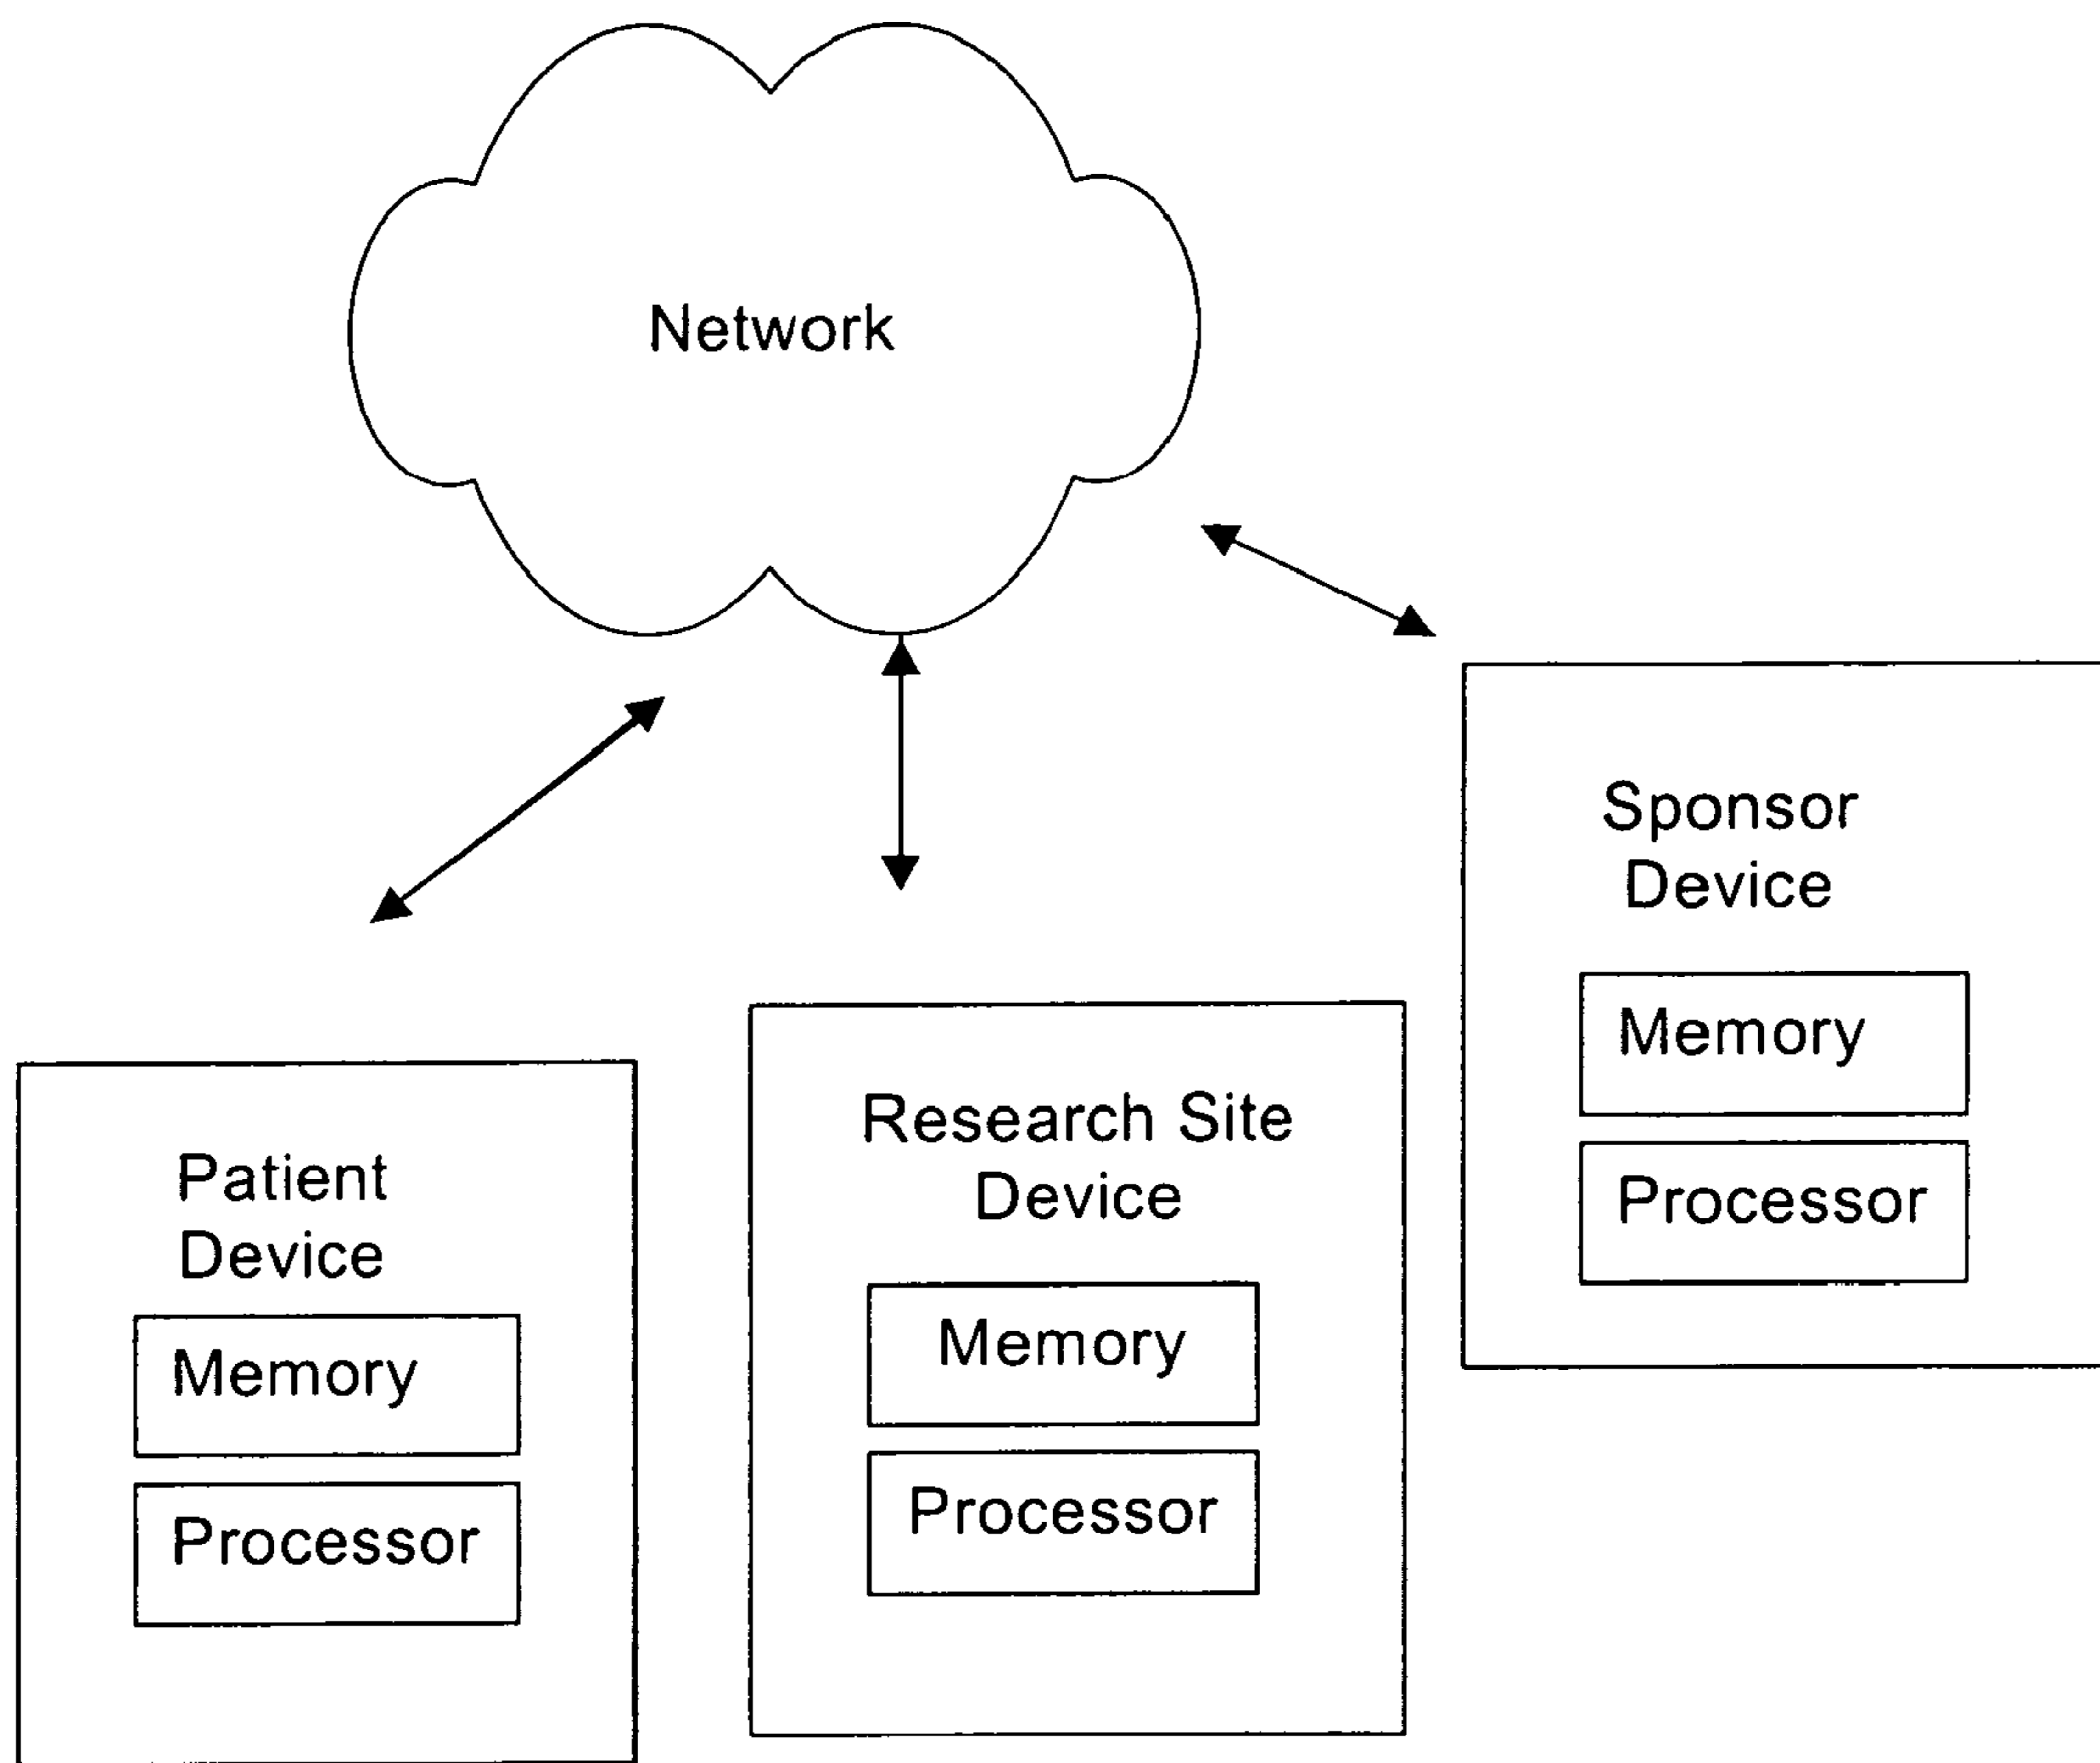 Network
Sponsor
Device
Memory
Processor
Research Site
Device
Memory
Processor
Patient
Device
Memory
Processor